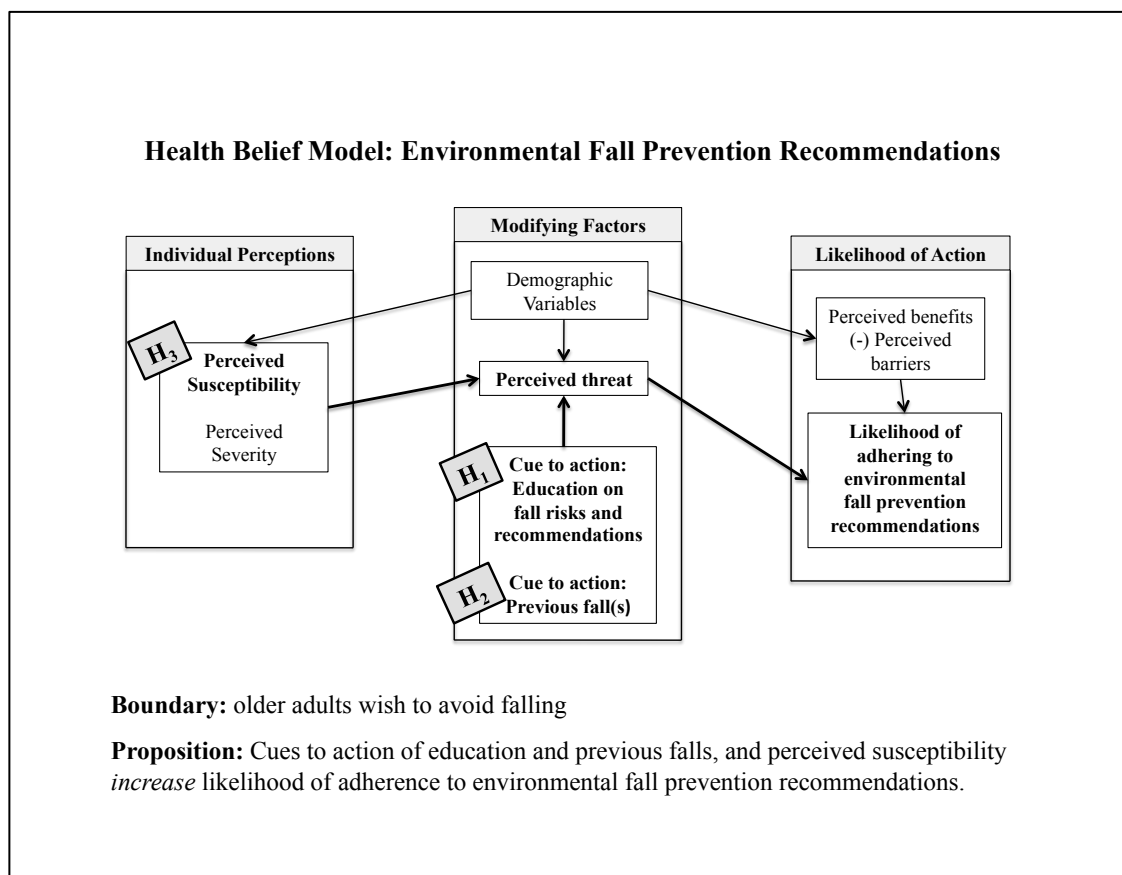 Health Belief Model: Environmental Fall Prevention Recommendations
Individual Perceptions
H3
Perceived
Susceptibility
Perceived
Severity
Modifying Factors
Demographic
Variables
Perceived threat
H1
Cue to action:
Education on
fall risks and
recommendations
H2
Cue to action:
Previous fall(s)
Likelihood of Action
Perceived benefits
(-) Perceived
barriers
Likelihood of
adhering to
environmental
fall prevention
recommendations
Boundary: older adults wish to avoid falling
Proposition: Cues to action of education and previous falls, and perceived susceptibility
increase likelihood of adherence to environmental fall prevention recommendations.